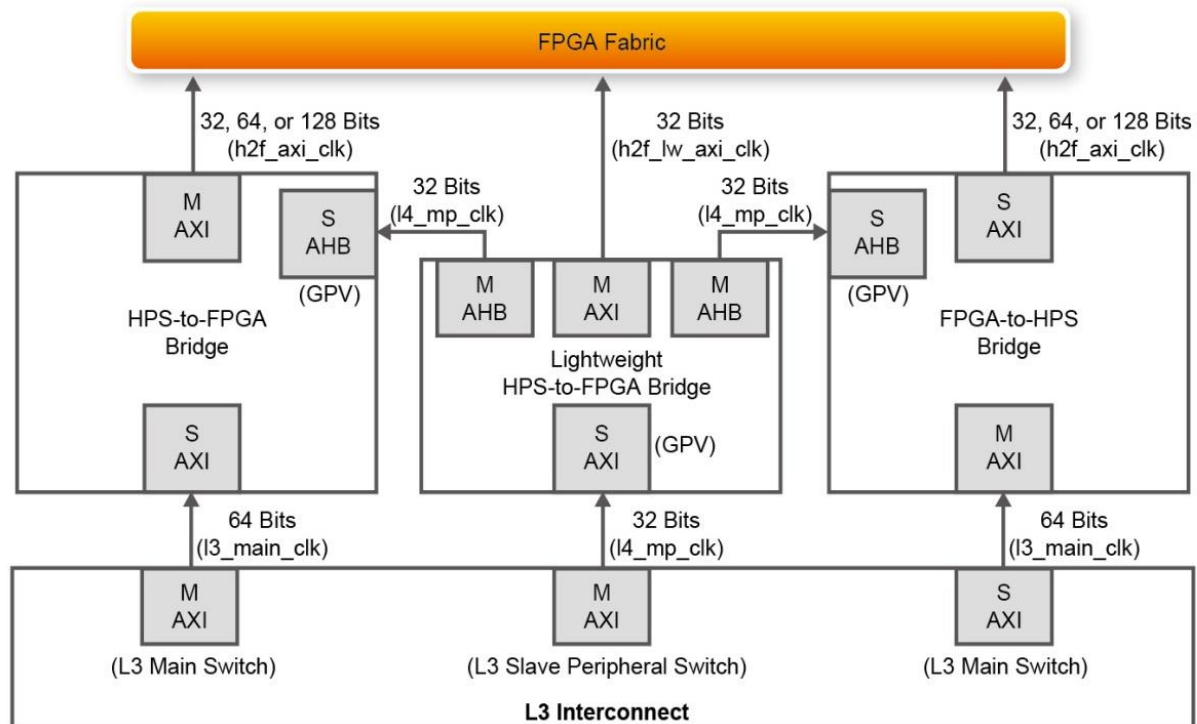 FPGA Fabric
32, 64, or 128 Bits
(h2f_axi_clk)
32 Bits
(h2f_lw_axi_clk)
32, 64, or 128 Bits
(h2f_axi_clk)
M
AXI
S
AHB
(GPV)
32 Bits
(l4_mp_clk)
32 Bits
(l4_mp_clk)
S
AHB
(GPV)
S
AXI
HPS-to-FPGA
Bridge
M
AHB
M
AXI
M
AHB
Lightweight
HPS-to-FPGA Bridge
FPGA-to-HPS
Bridge
S
AXI
S
AXI
(GPV)
M
AXI
64 Bits
(l3_main_clk)
32 Bits
(l4_mp_clk)
64 Bits
(l3_main_clk)
M
AXI
(L3 Main Switch)
M
AXI
(L3 Slave Peripheral Switch)
S
AXI
(L3 Main Switch)
L3 Interconnect